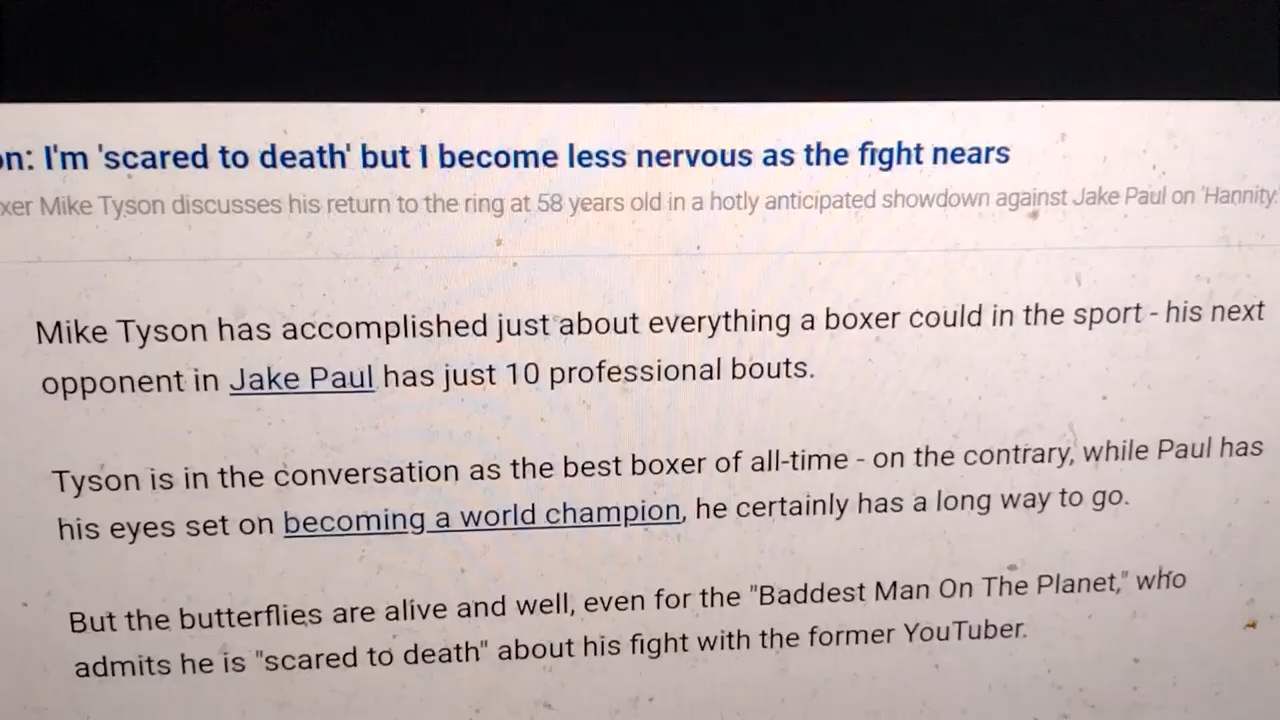 on: I'm 'scared to death' but I become less nervous as the fight nears
xer Mike Tyson discusses his return to the ring at 58 years old in a hotly anticipated showdown against Jake Paul on 'Hannity.'
Mike Tyson has accomplished just about everything a boxer could in the sport - his next
opponent in Jake Paul has just 10 professional bouts.
Tyson is in the conversation as the best boxer of all-time - on the contrary, while Paul has
his eyes set on becoming a world champion, he certainly has a long way to go.
But the butterflies are alive and well, even for the "Baddest Man On The Planet," who
admits he is "scared to death" about his fight with the former YouTuber.